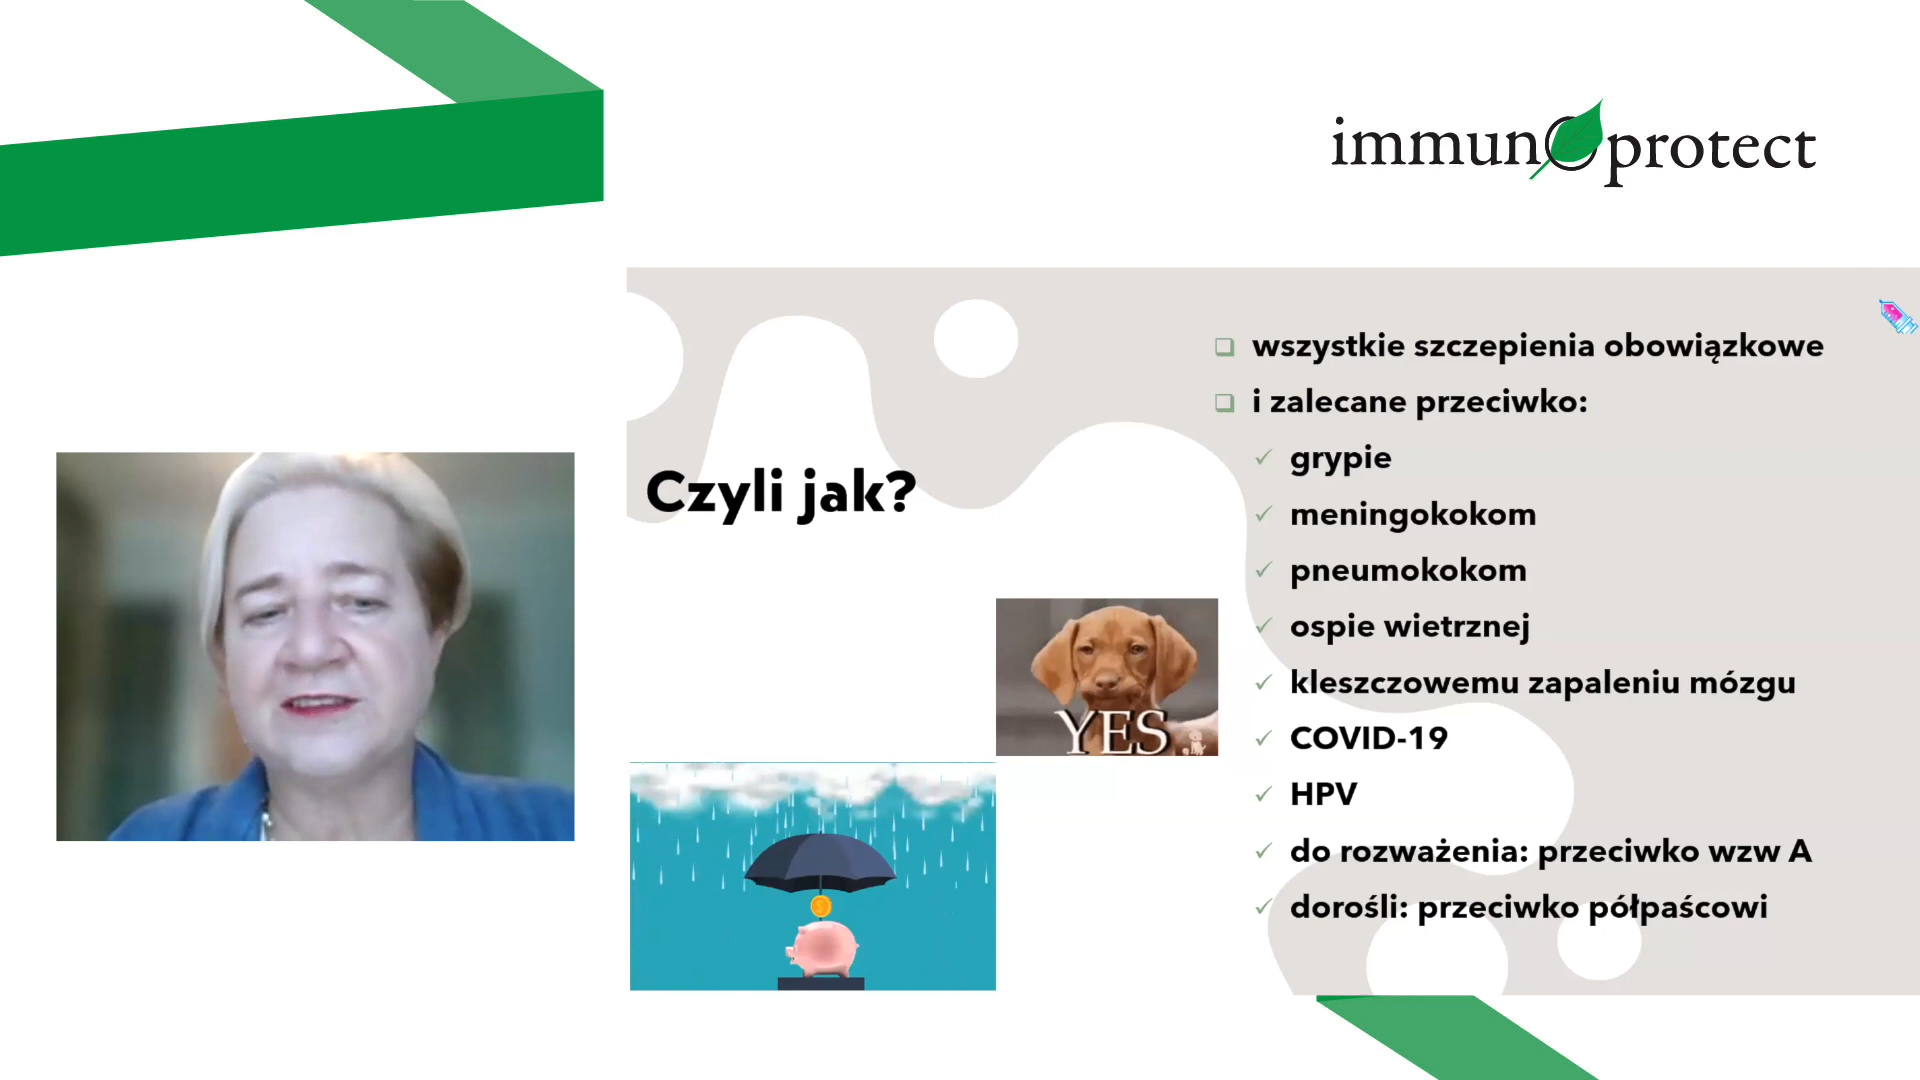 immunoprotect
wszystkie szczepienia obowiązkowe
i zalecane przeciwko:
grypie
meningokokom
pneumokokom
ospie wietrznej
kleszczowemu zapaleniu mózgu
COVID-19
HPV
do rozważenia: przeciwko wzw A
dorośli: przeciwko półpaścowi
Czyli jak?
YES